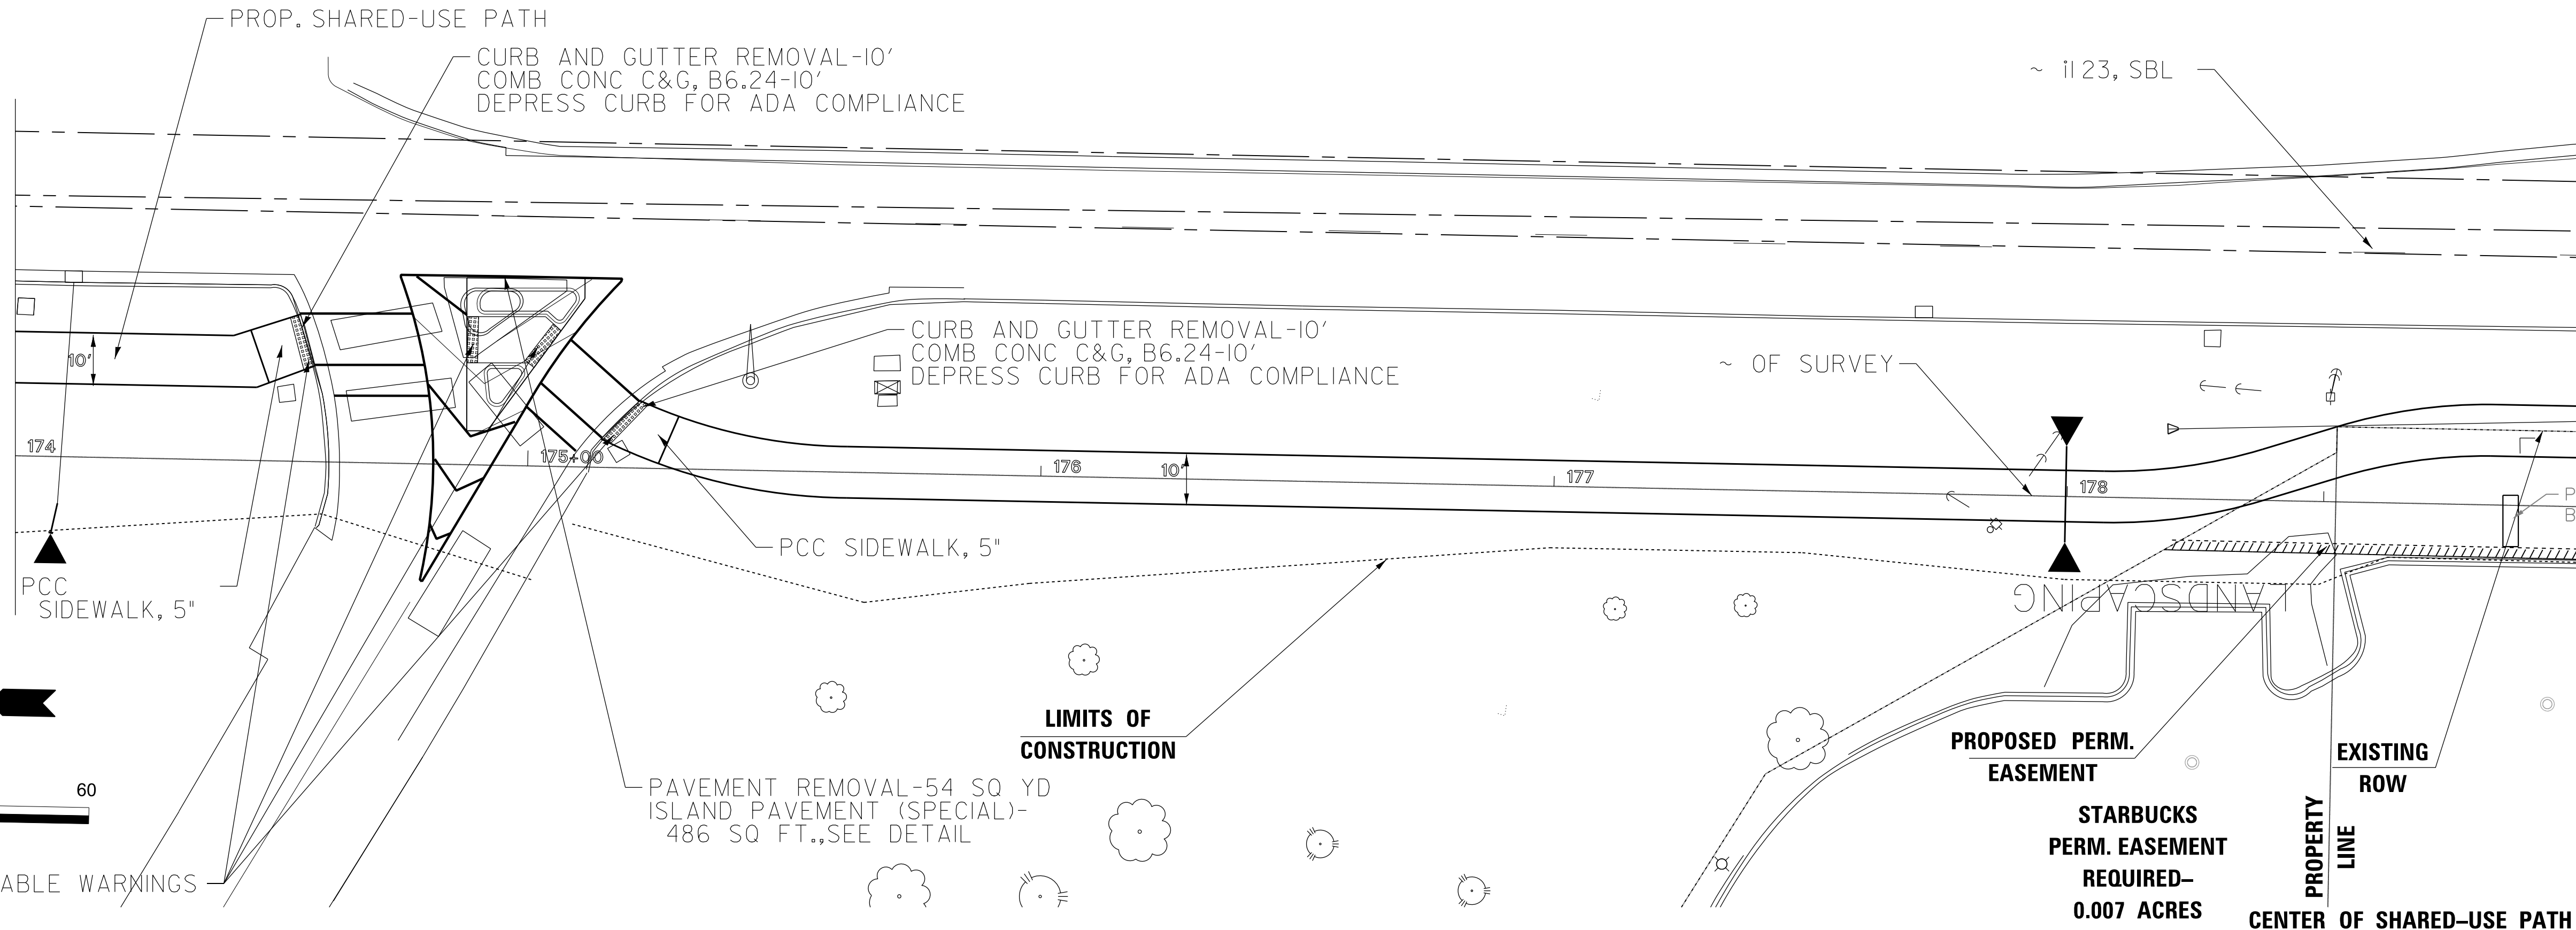 PROP. SHARED-USE PATH
CURB AND GUTTER REMOVAL-10'
COMB CONC C&G, B6.24-10'
DEPRESS CURB FOR ADA COMPLIANCE
~ il 23, SBL
10'
CURB AND GUTTER REMOVAL-10'
COMB CONC C&G, B6.24-10'
DEPRESS CURB FOR ADA COMPLIANCE
~ OF SURVEY
174
175+00
176
10'
177
178
P
B
PCC SIDEWALK, 5"
PCC
SIDEWALK, 5"
LANDSCAPING
LIMITS OF
CONSTRUCTION
PROPOSED PERM.
EASEMENT
EXISTING
ROW
60
PAVEMENT REMOVAL-54 SQ YD
ISLAND PAVEMENT (SPECIAL)-
486 SQ FT.,SEE DETAIL
STARBUCKS
PERM. EASEMENT
REQUIRED–
0.007 ACRES
PROPERTY
LINE
ABLE WARNINGS
CENTER OF SHARED–USE PATH